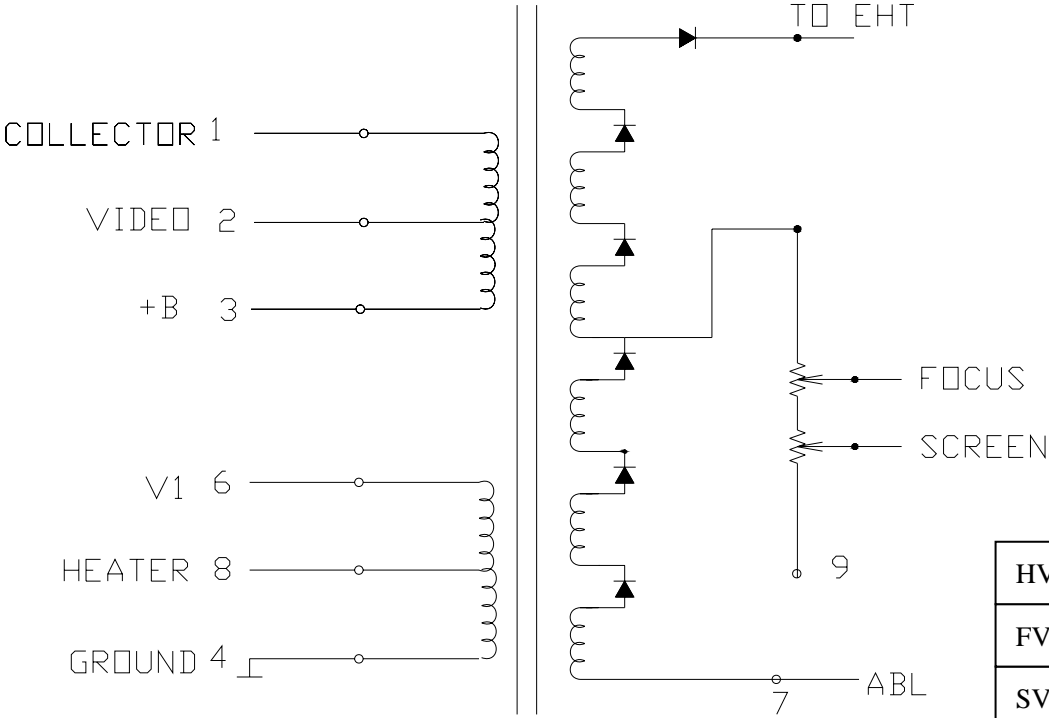 TO EHT
COLLECTOR 1
VIDEO 2
+B 3
FOCUS
SCREEN
V1 6
HEATER 8
9
GROUND 4
ABL
7
HV
FV
SV